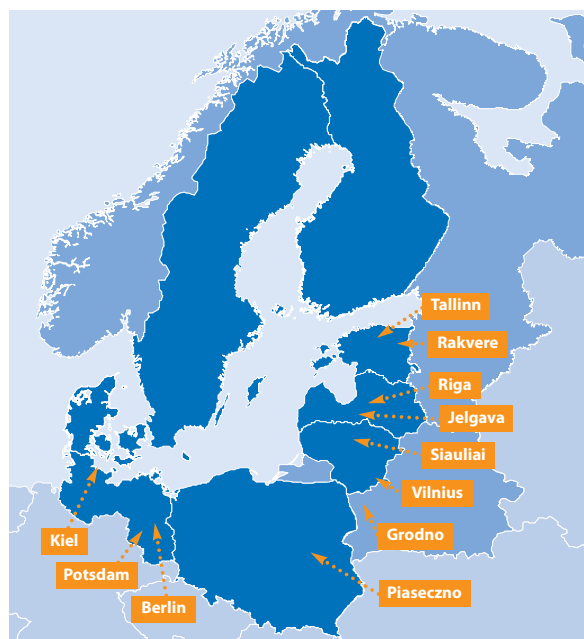 Tallinn
Rakvere
Riga
Jelgava
Siauliai
Vilnius
Grodno
Kiel
Potsdam
Piaseczno
Berlin